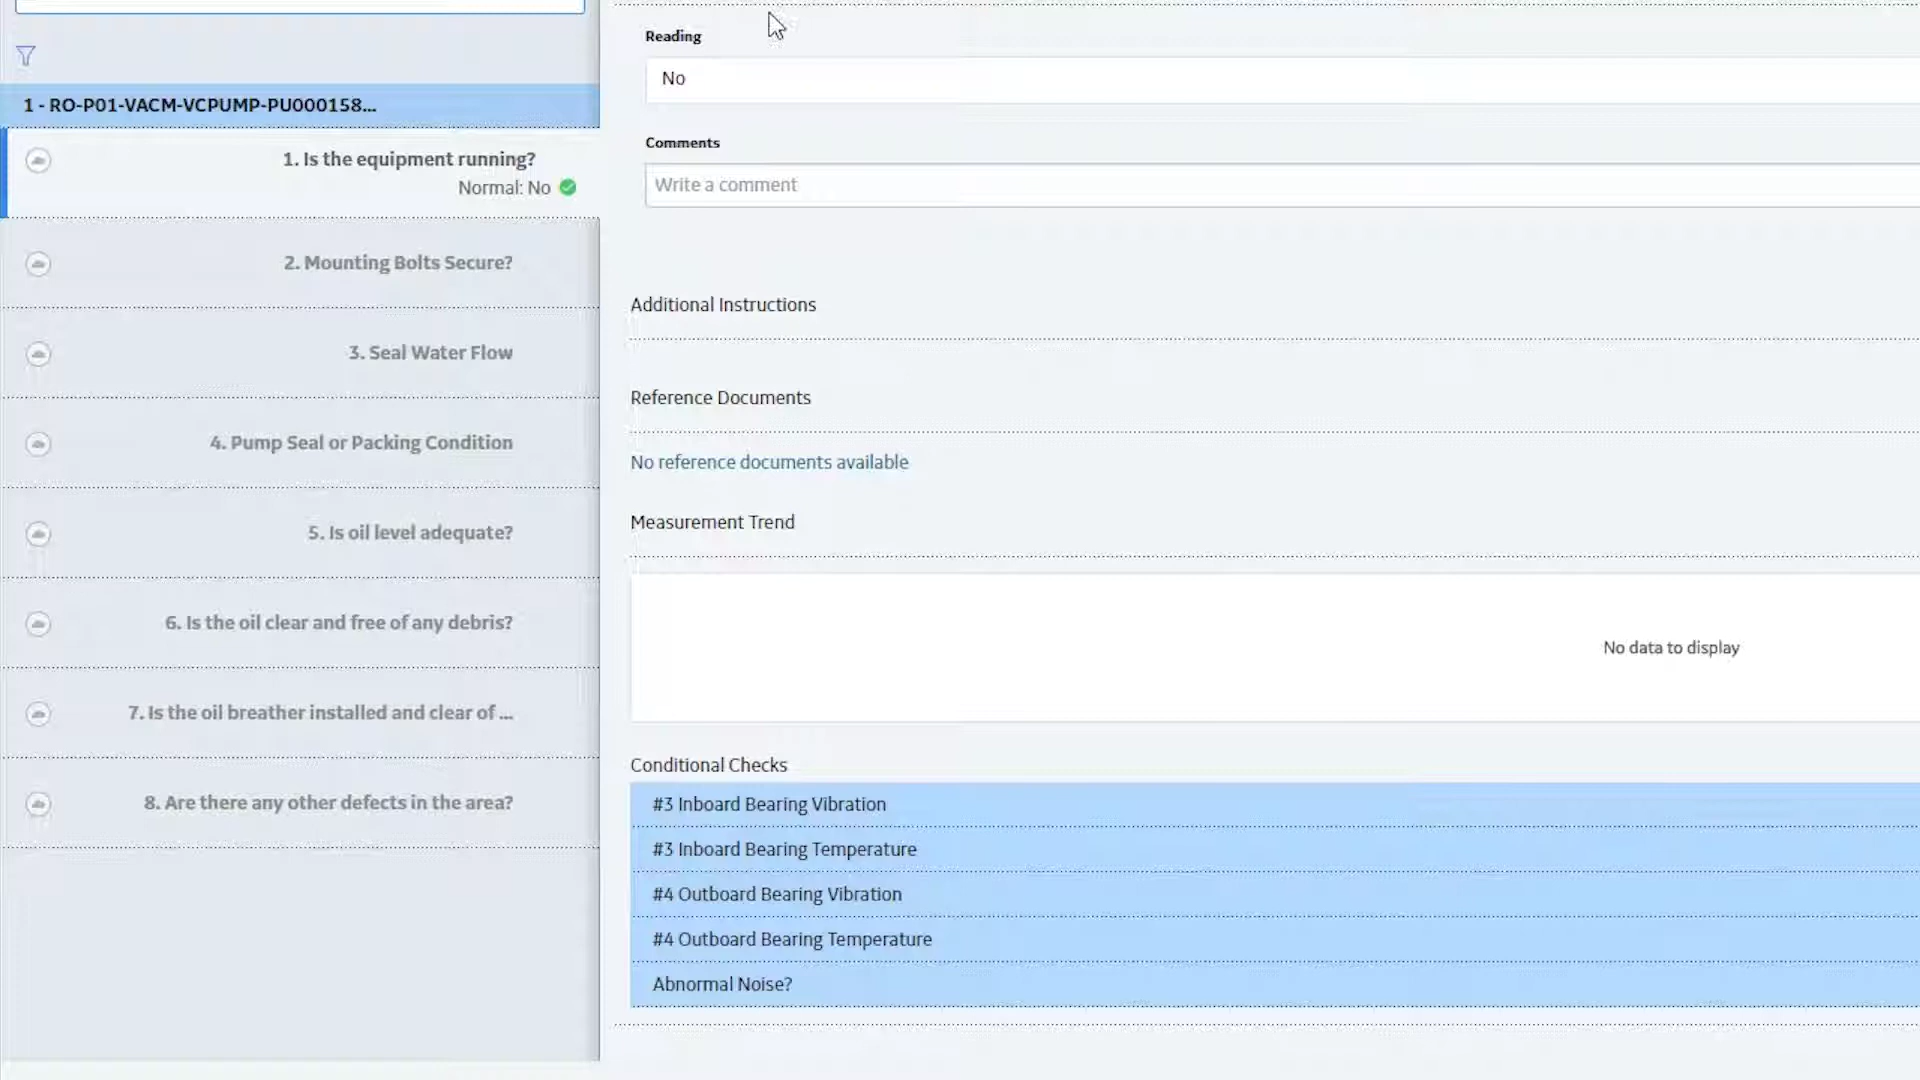 1 - RO-P01-VACM-VCPUMP-PU000158...
1. Is the equipment running?
Normal: No
2. Mounting Bolts Secure?
3. Seal Water Flow
4. Pump Seal or Packing Condition
5. Is oil level adequate?
6. Is the oil clear and free of any debris?
7. Is the oil breather installed and clear of ...
8. Are there any other defects in the area?
Reading
No
Comments
Write a comment
Additional Instructions
Reference Documents
No reference documents available
Measurement Trend
No data to display
Conditional Checks
#3 Inboard Bearing Vibration
#3 Inboard Bearing Temperature
#4 Outboard Bearing Vibration
#4 Outboard Bearing Temperature
Abnormal Noise?